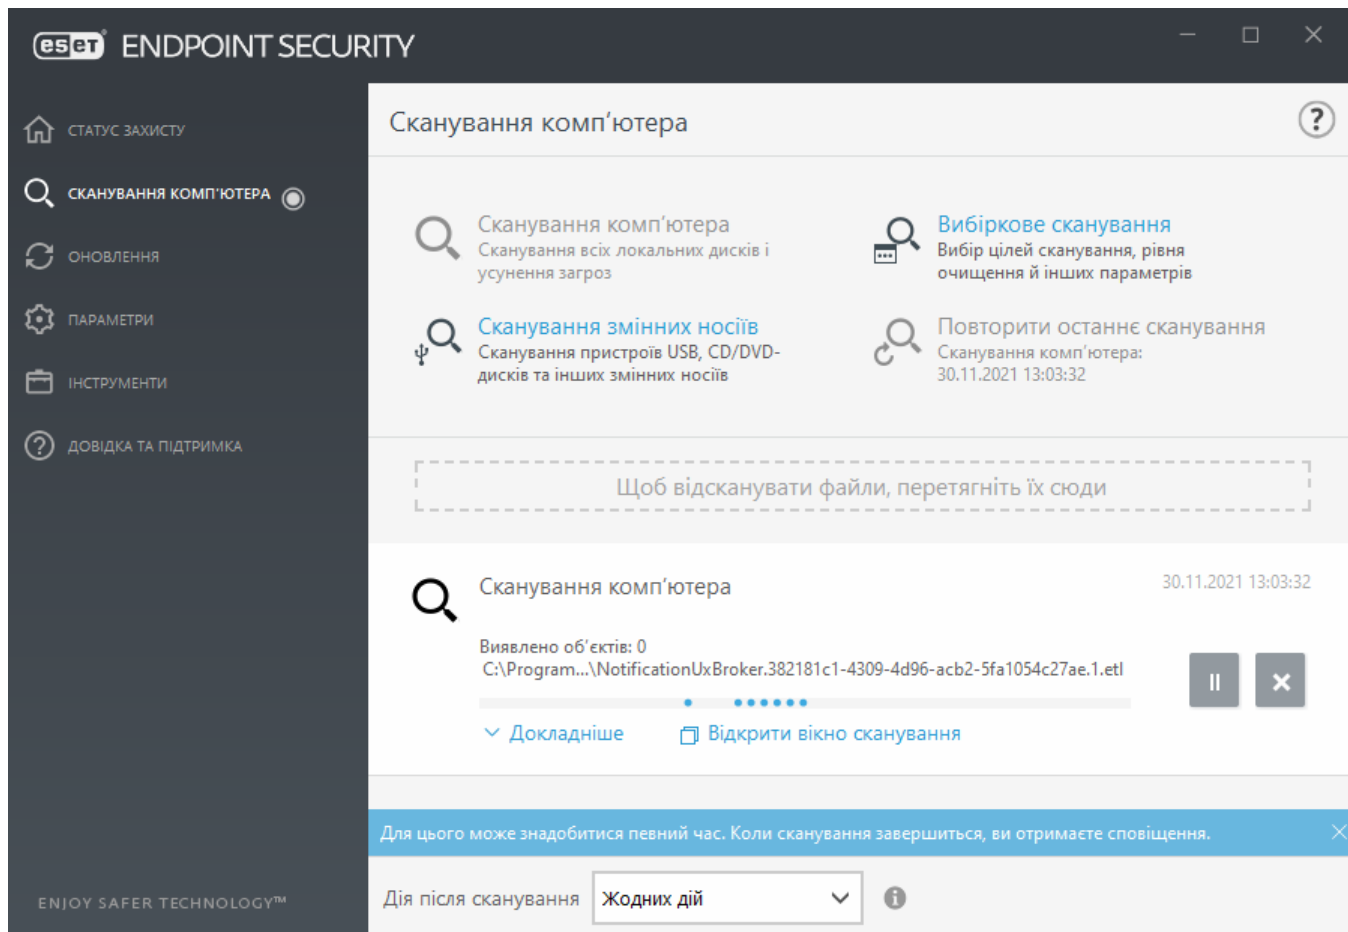 eset ENDPOINT SECURITY
СТАТУС ЗАХИСТУ
СКАНУВАННЯ КОМП'ЮТЕРА
ОНОВЛЕННЯ
ПАРАМЕТРИ
ІНСТРУМЕНТИ
ДОВІДКА ТА ПІДТРИМКА
ENJOY SAFER TECHNOLOGY™
Сканування комп'ютера
Сканування комп'ютера
Сканування всіх локальних дисків і
усунення загроз
Вибіркове сканування
Вибір цілей сканування, рівня
очищення й інших параметрів
Сканування змінних носіїв
Сканування пристроїв USB, CD/DVD-
дисків та інших змінних носіїв
Повторити останнє сканування
Сканування комп'ютера:
30.11.2021 13:03:32
Щоб відсканувати файли, перетягніть їх сюди
Сканування комп'ютера
30.11.2021 13:03:32
Виявлено об'єктів: 0
C:\Program...\NotificationUxBroker.382181c1-4309-4d96-acb2-5fa1054c27ae.1.etl
Докладніше
Відкрити вікно сканування
Для цього може знадобитися певний час. Коли сканування завершиться, ви отримаєте сповіщення.
Дія після сканування
Жодних дій